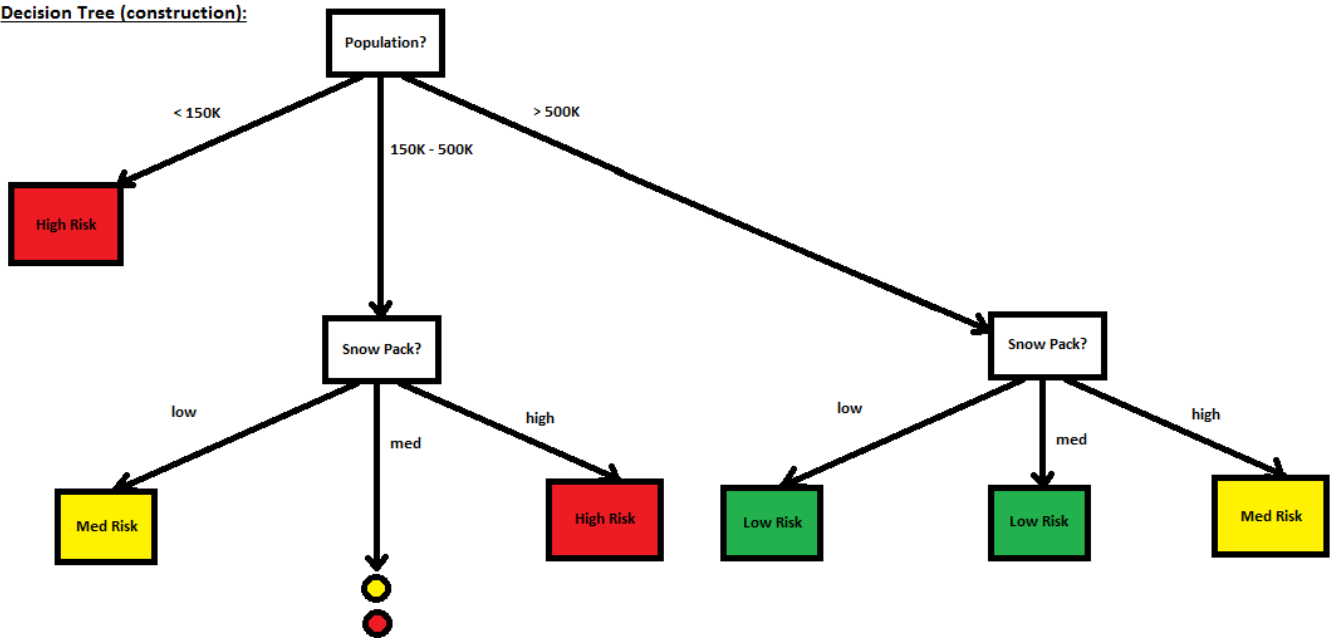 Decision Tree (construction):
Population?
< 150K
> 500K
150K - 500K
High Risk
Snow Pack?
Snow Pack?
low
med
high
low
med
high
Med Risk
High Risk
Low Risk
Low Risk
Med Risk